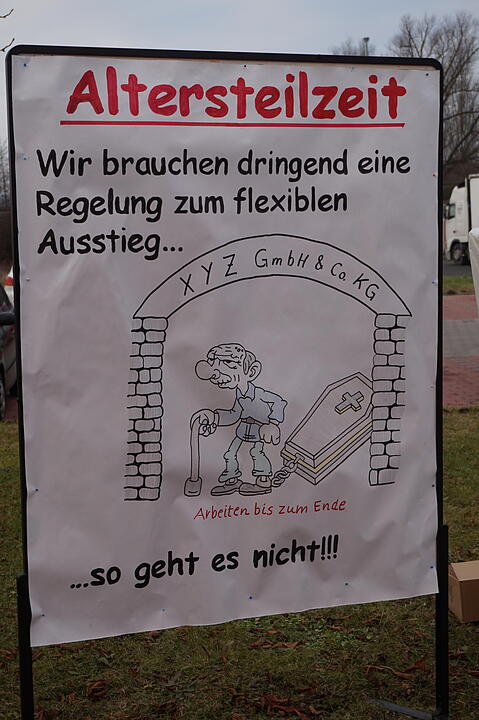 Altersteilzeit
Wir brauchen dringend eine
Regelung zum flexiblen
Ausstieg...
XYZ GmbH & Co. KG
Arbeiten bis zum Ende
...so geht es nicht!!!